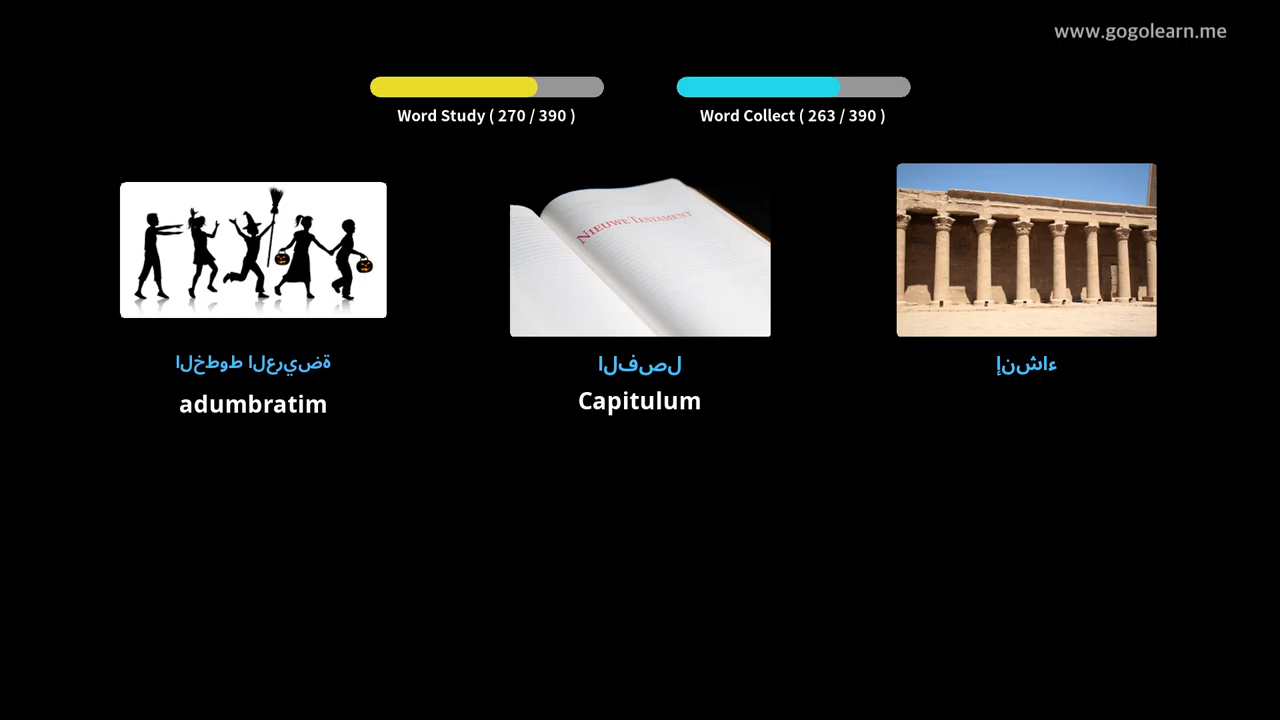 www.gogolearn.me
Word Study ( 270 / 390 )
Word Collect ( 263 / 390 )
NIEUWE TESTAMENT
الخطوط العريضة
adumbratim
الفصل
Capitulum
إنشاء